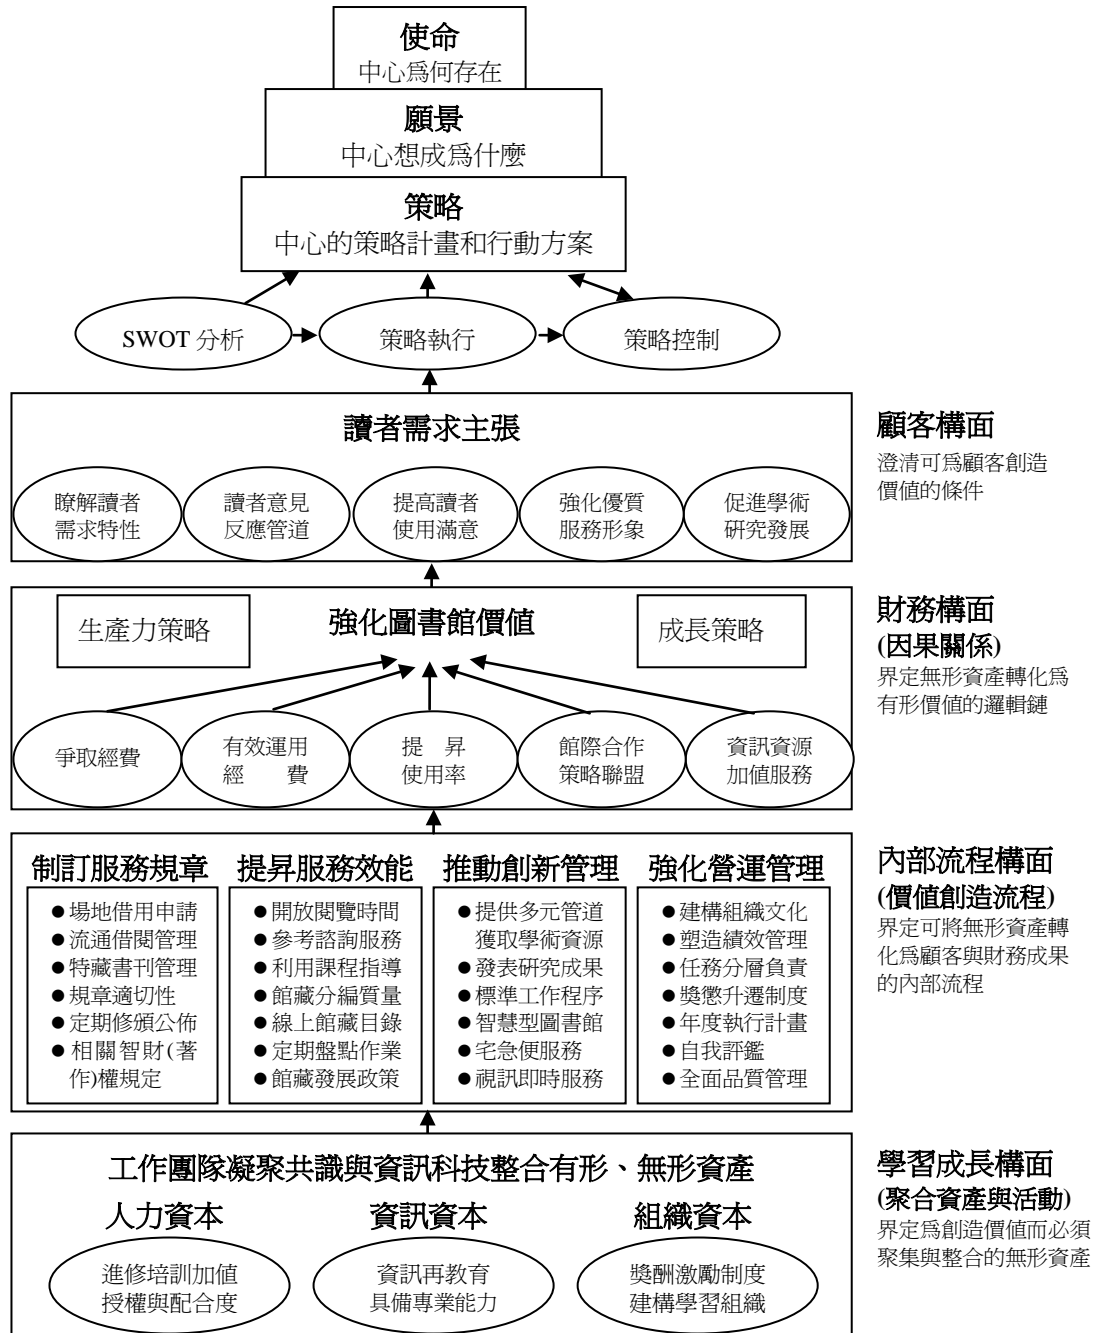 使命
中心爲何存在
願景
中心想成爲什麼
策略
中心的策略計畫和行動方案
SWOT 分析
策略執行
策略控制
讀者需求主張
瞭解讀者
需求特性
讀者意見
反應管道
提高讀者
使用滿意
強化優質
服務形象
促進學術
研究發展
顧客構面
澄清可爲顧客創造
價值的條件
生產力策略
強化圖書館價值
成長策略
爭取經費
有效運用
經　　費
提　昇
使用率
館際合作
策略聯盟
資訊資源
加值服務
財務構面
(因果關係)
界定無形資產轉化爲
有形價值的邏輯鏈
制訂服務規章
●場地借用申請
●流通借閱管理
●特藏書刊管理
●規章適切性
●定期修頒公佈
●相關智財(著
作)權規定
提昇服務效能
●開放閱覽時間
●參考諮詢服務
●利用課程指導
●館藏分編質量
●線上館藏目錄
●定期盤點作業
●館藏發展政策
推動創新管理
●提供多元管道
獲取學術資源
●發表研究成果
●標準工作程序
●智慧型圖書館
●宅急便服務
●視訊即時服務
強化營運管理
●建構組織文化
●塑造績效管理
●任務分層負責
●獎懲升遷制度
●年度執行計畫
●自我評鑑
●全面品質管理
內部流程構面
(價值創造流程)
界定可將無形資產轉
化爲顧客與財務成果
的內部流程
工作團隊凝聚共識與資訊科技整合有形、無形資產
人力資本
進修培訓加值
授權與配合度
資訊資本
資訊再教育
具備專業能力
組織資本
獎酬激勵制度
建構學習組織
學習成長構面
(聚合資產與活動)
界定爲創造價值而必須
聚集與整合的無形資產